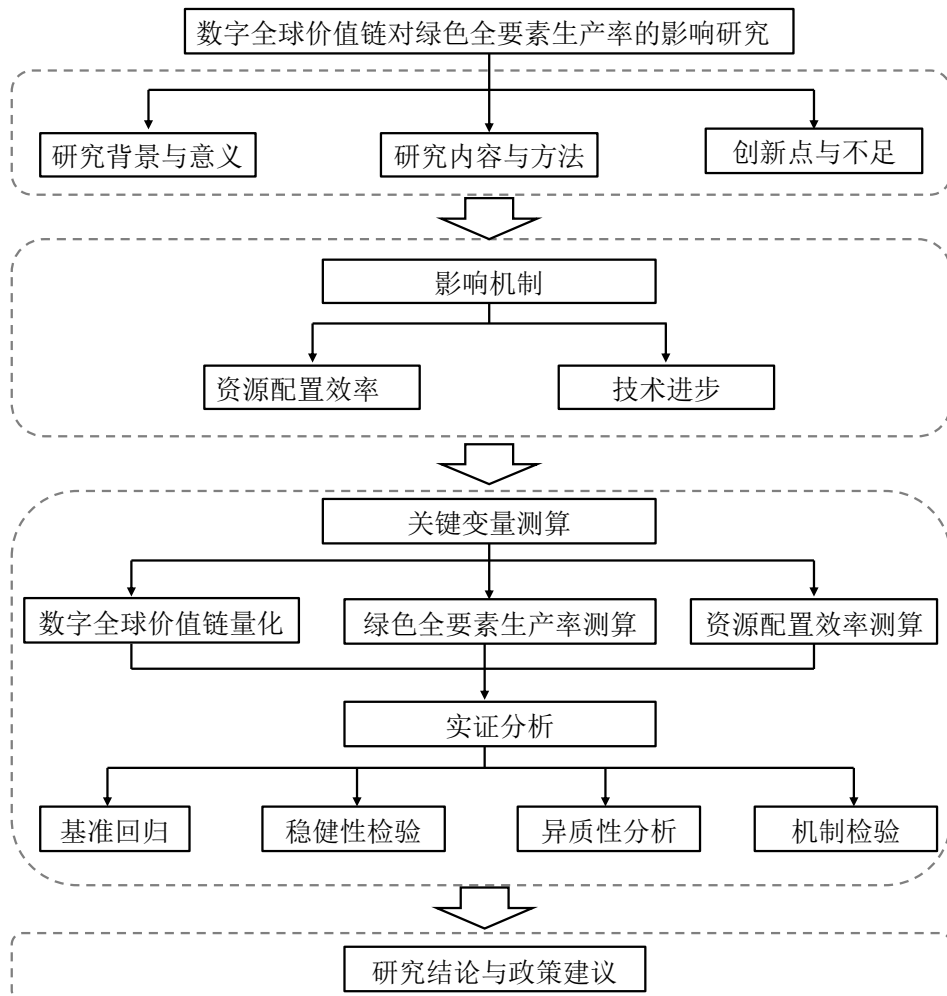 数字全球价值链对绿色全要素生产率的影响研究
研究背景与意义
研究内容与方法
创新点与不足
影响机制
资源配置效率
技术进步
关键变量测算
数字全球价值链量化
绿色全要素生产率测算
资源配置效率测算
实证分析
基准回归
稳健性检验
异质性分析
机制检验
研究结论与政策建议